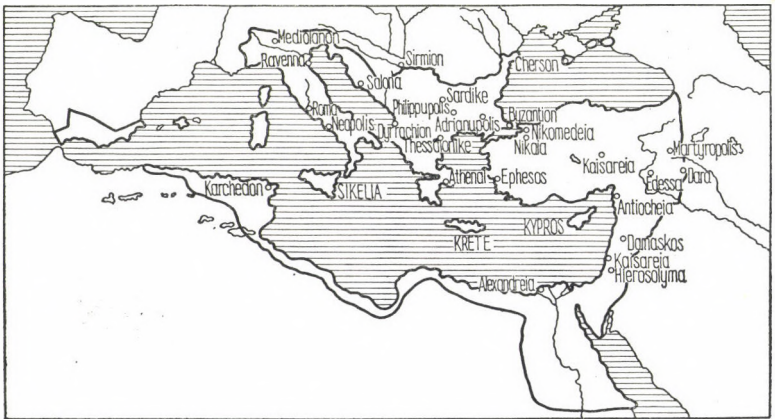 Mediolanon
Ravenna
Sirmion
Cherson
Salona
Sardike
Roma
Philippupolis
Byzantion
Neapolis
Adrianupolis
Nikomedeia
Dyrrachion
Nikaia
Thessalonike
Martyropolis
Kaisareia
Karchedon
SIKELIA
Athenai
Ephesos
Edessa
Dara
Antiocheia
KRETE
KYPROS
Damaskos
Kaisareia
Hierosolyma
Alexandreia